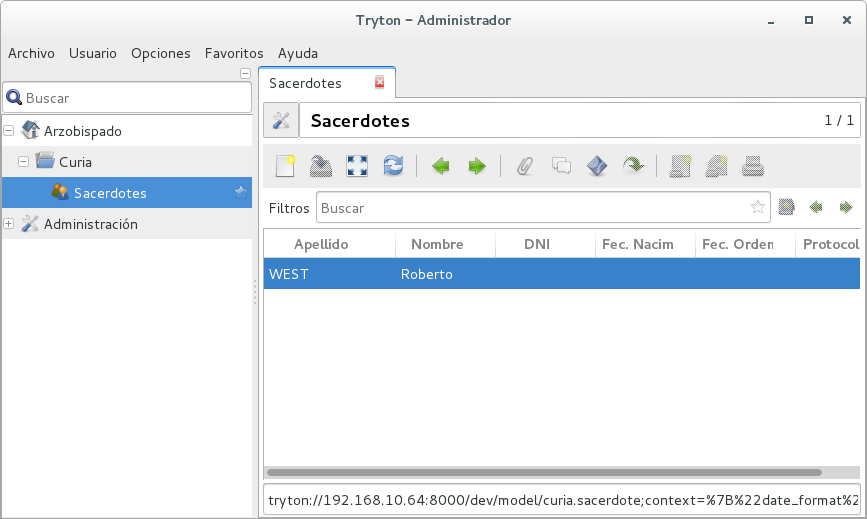 Tryton - Administrador
Archivo Usuario Opciones Favoritos Ayuda
Buscar
Arzobispado
Curia
Sacerdotes
Administración
Sacerdotes
Sacerdotes
1 / 1
Filtros Buscar
Apellido Nombre DNI Fec. Nacim Fec. Orden Protocol
WEST Roberto
tryton://192.168.10.64:8000/dev/model/curia.sacerdote;context=%7B%22date_format%2